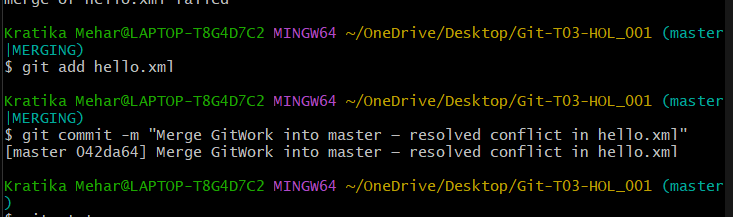 merge of hello.xml failed
Kratika Mehar@LAPTOP-T8G4D7C2 MINGW64 ~/OneDrive/Desktop/Git-T03-HOL_001 (master
|MERGING)
$ git add hello.xml
Kratika Mehar@LAPTOP-T8G4D7C2 MINGW64 ~/OneDrive/Desktop/Git-T03-HOL_001 (master
|MERGING)
$ git commit -m "Merge GitWork into master – resolved conflict in hello.xml"
[master 042da64] Merge GitWork into master – resolved conflict in hello.xml
Kratika Mehar@LAPTOP-T8G4D7C2 MINGW64 ~/OneDrive/Desktop/Git-T03-HOL_001 (master
)